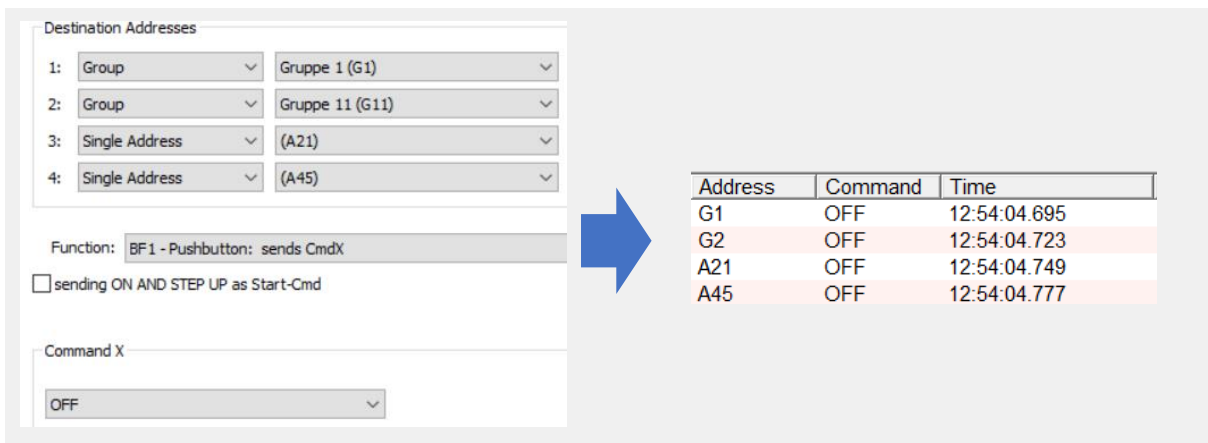 Destination Addresses
1: Group Gruppe 1 (G1)
2: Group Gruppe 11 (G11)
3: Single Address (A21)
4: Single Address (A45)
Function: BF1 - Pushbutton: sends CmdX
sending ON AND STEP UP as Start-Cmd
Command X
OFF
Address Command Time
G1 OFF 12:54:04.695
G2 OFF 12:54:04.723
A21 OFF 12:54:04.749
A45 OFF 12:54:04.777